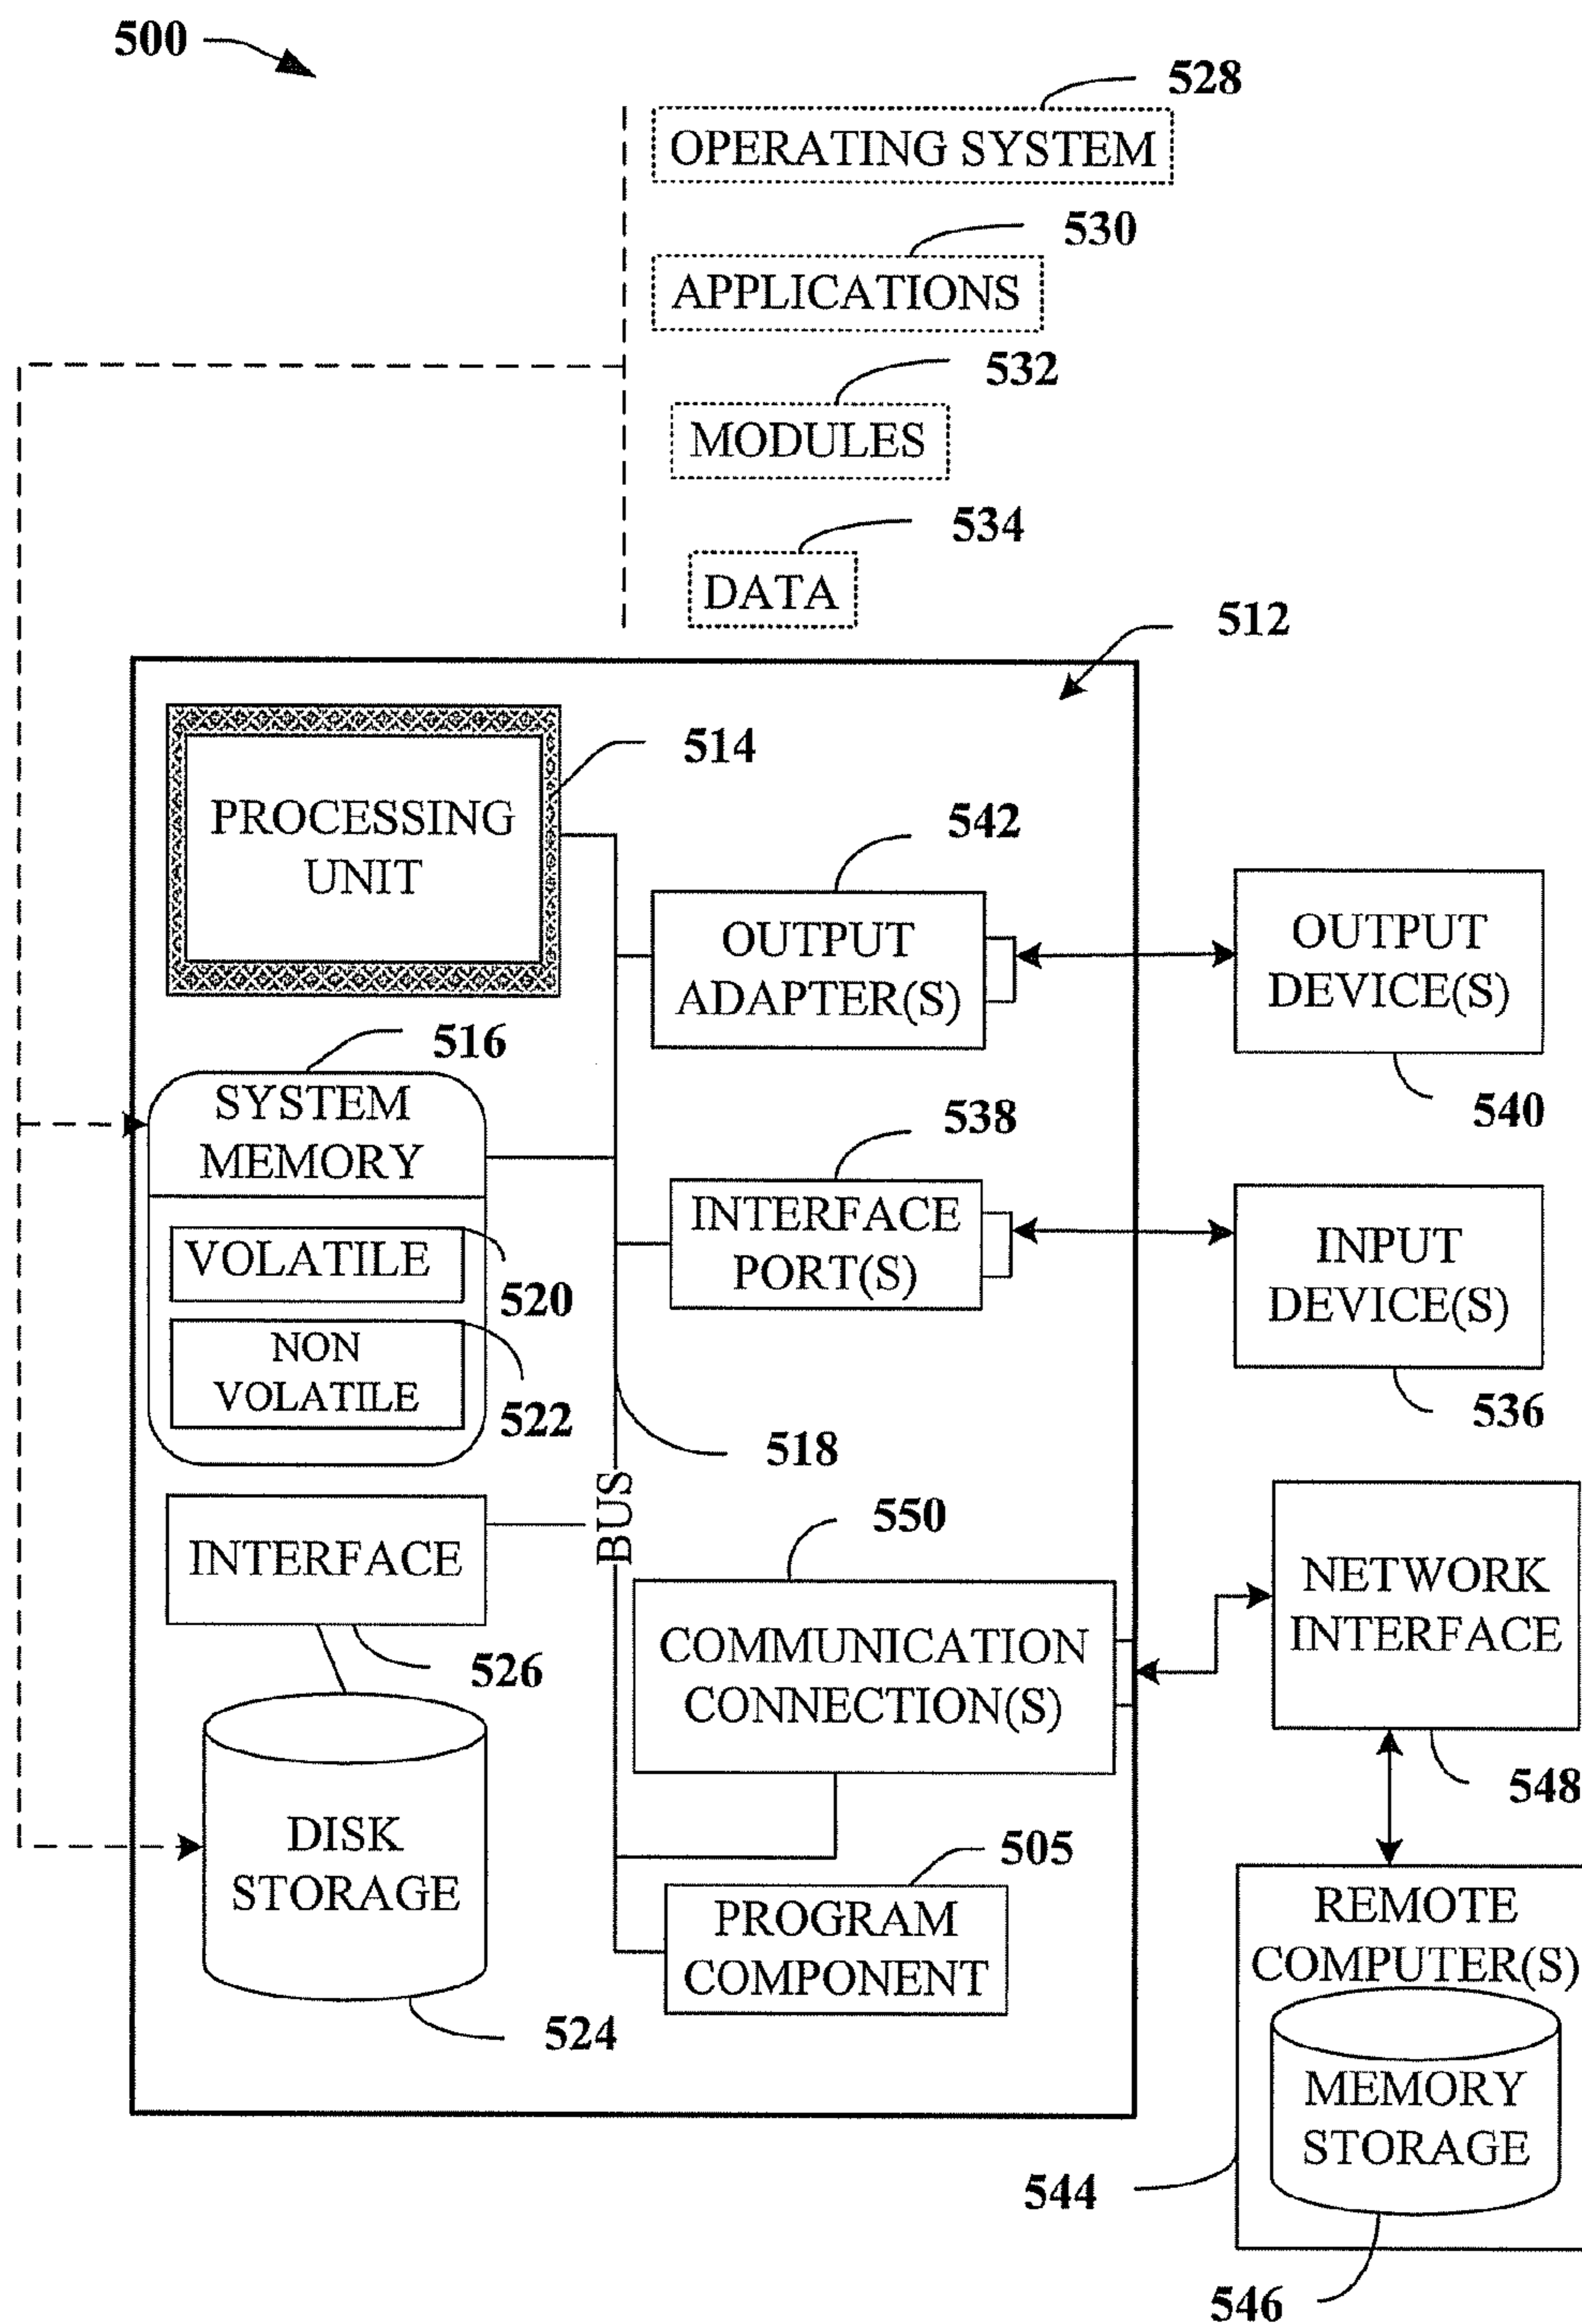 500
528
OPERATING SYSTEM
530
APPLICATIONS
532
MODULES
534
DATA
512
514
PROCESSING
UNIT
542
OUTPUT
ADAPTER(S)
OUTPUT
DEVICE(S)
540
516
SYSTEM
MEMORY
VOLATILE
520
NON
VOLATILE
522
538
INTERFACE
PORT(S)
INPUT
DEVICE(S)
536
518
BUS
INTERFACE
526
550
COMMUNICATION
CONNECTION(S)
NETWORK
INTERFACE
548
DISK
STORAGE
524
505
PROGRAM
COMPONENT
REMOTE
COMPUTER(S)
MEMORY
STORAGE
544
546